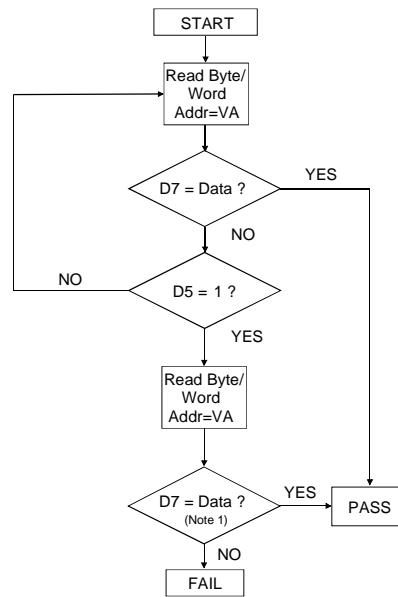 START
Read Byte/
Word
Addr=VA
D7 = Data ?
YES
NO
NO
D5 = 1 ?
YES
Read Byte/
Word
Addr=VA
D7 = Data ?
(Note 1)
YES
PASS
NO
FAIL